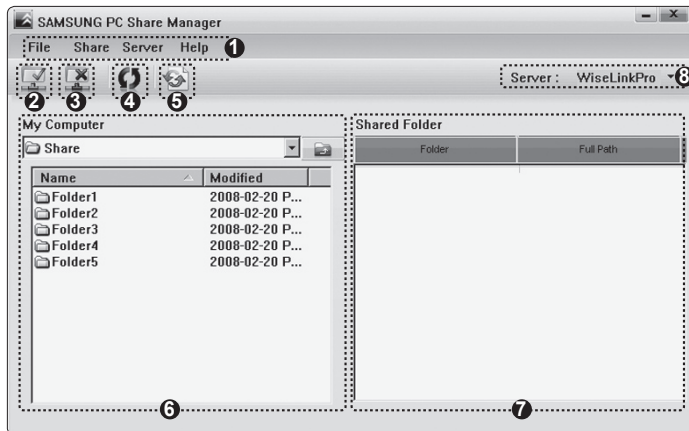 SAMSUNG PC Share Manager
File Share Server Help 1
2 3 4 5
Server : WiseLinkPro 8
My Computer
Share
Name Modified
Folder1 2008-02-20 P...
Folder2 2008-02-20 P...
Folder3 2008-02-20 P...
Folder4 2008-02-20 P...
Folder5 2008-02-20 P...
6
Shared Folder
Folder Full Path
7